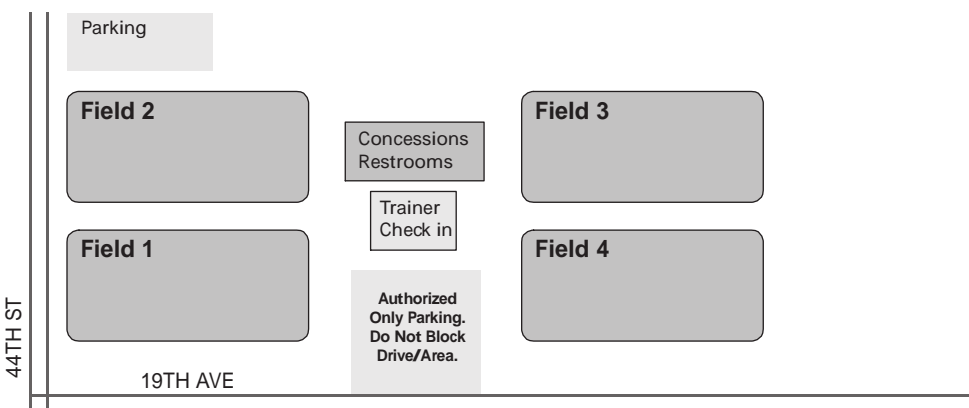 Parking
Field 2
Field 3
Concessions
Restrooms
Trainer
Check in
Field 1
Field 4
Authorized
Only Parking.
Do Not Block
Drive/Area.
44TH ST
19TH AVE